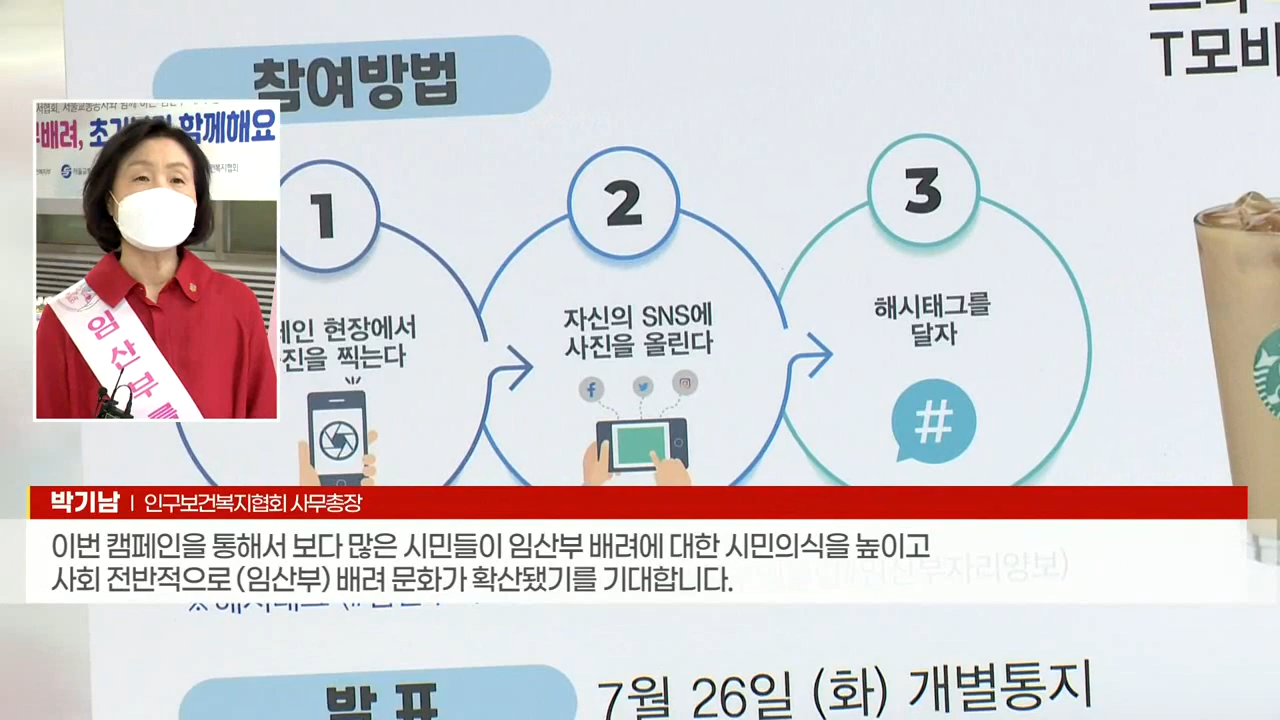 참여방법
T모바
배려,
함께해요
1
2
3
현장에서
찍는다
자신의 SNS에
사진을 올린다
해시태그를
달자
#
임산부
박기남 | 인구보건복지협회 사무총장
이번 캠페인을 통해서 보다 많은 시민들이 임산부 배려에 대한 시민의식을 높이고
사회 전반적으로 (임산부) 배려 문화가 확산됐기를 기대합니다.
발 표
7월 26일 (화) 개별통지